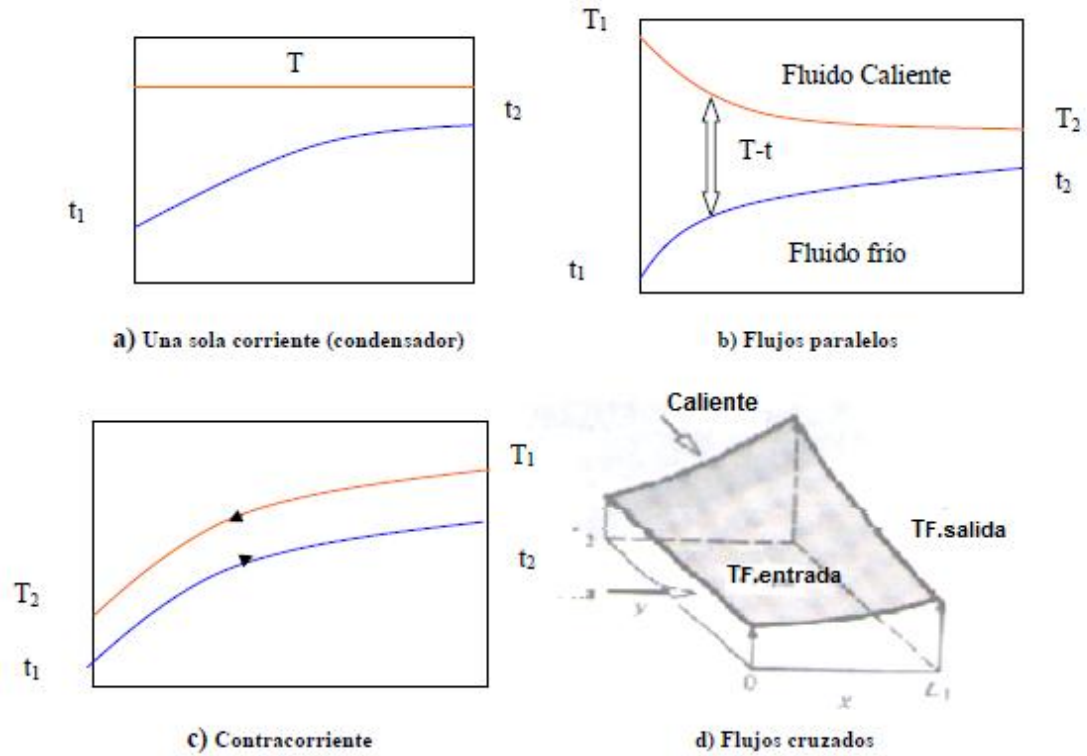 T
t₂
t₁
a) Una sola corriente (condensador)
T₁
Fluido Caliente
T₂
T-t
t₂
Fluido frío
t₁
b) Flujos paralelos
T₁
t₂
T₂
t₁
c) Contracorriente
Caliente
TF.salida
TF.entrada
y
0
x
L₁
d) Flujos cruzados